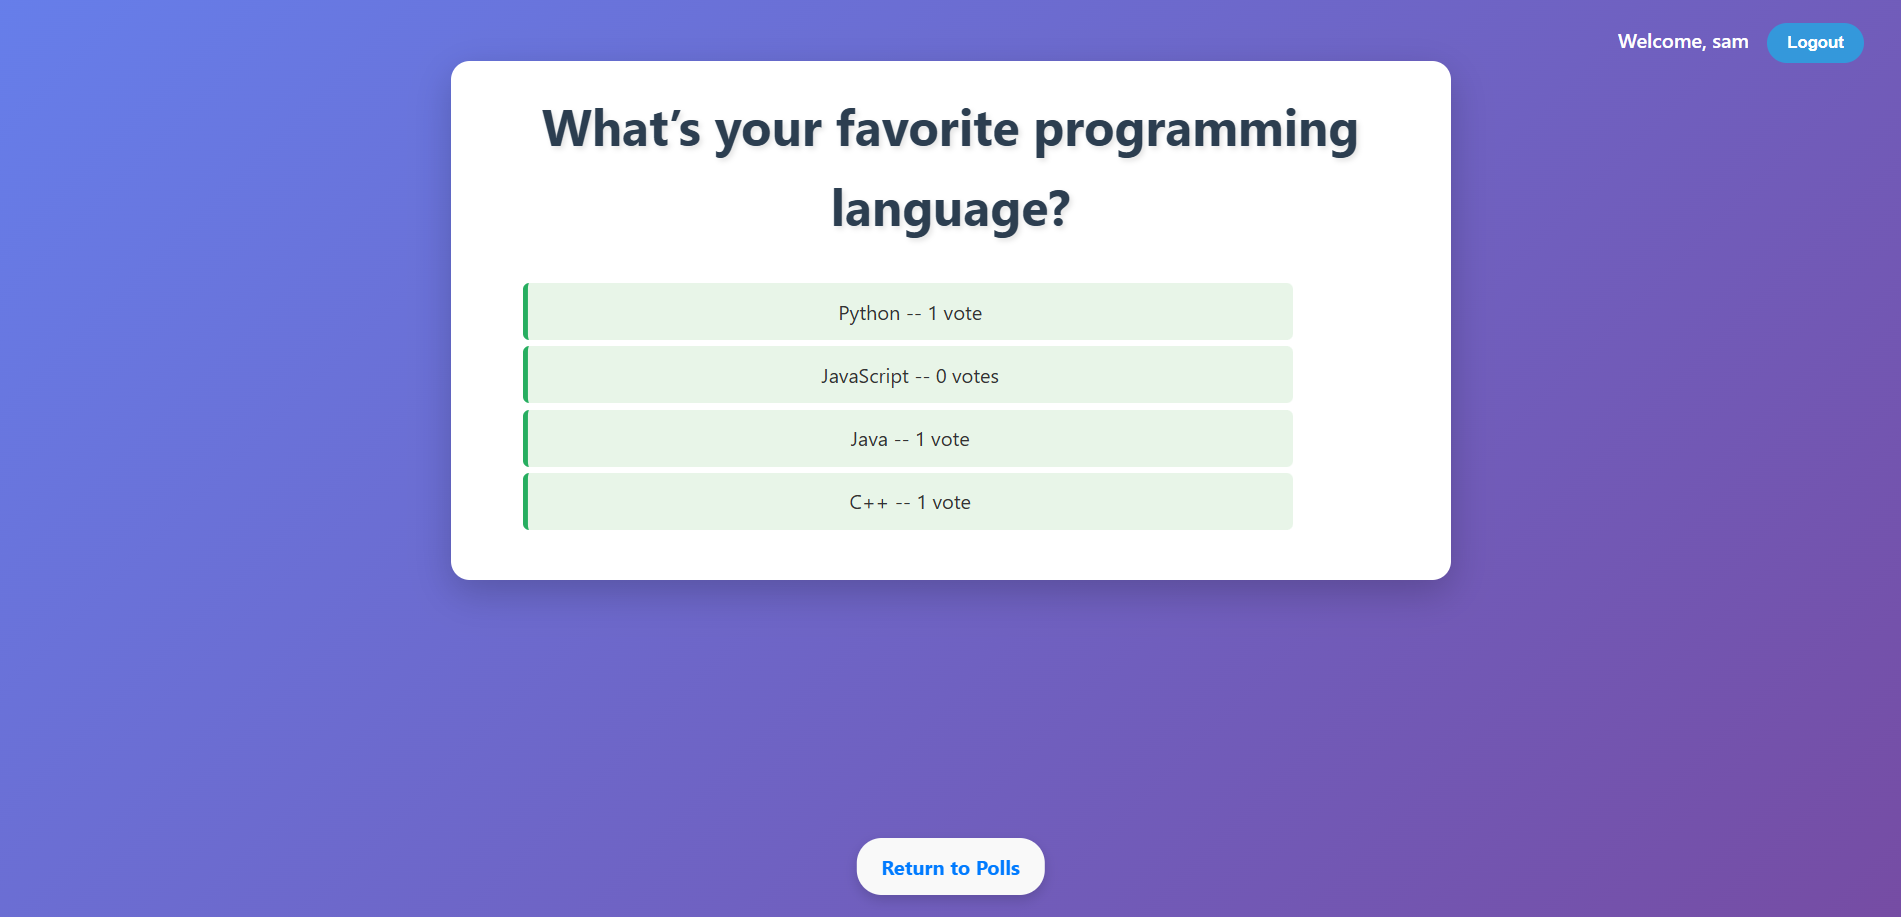 Welcome, sam
Logout
What’s your favorite programming
language?
Python -- 1 vote
JavaScript -- 0 votes
Java -- 1 vote
C++ -- 1 vote
Return to Polls